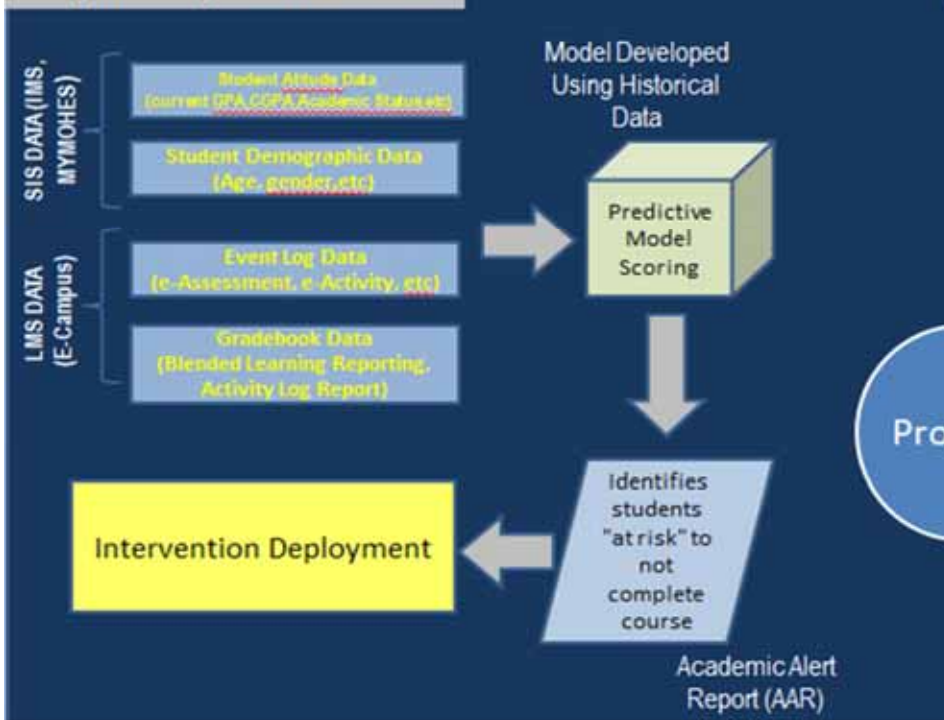 SIS DATA (IMS,
MYMOHES)
Student Attitude Data
(current GPA,CGPA,Academic Status,etc)
Student Demographic Data
(Age, gender,etc)
LMS DATA
(E-Campus)
Event Log Data
(e-Assessment, e-Activity, etc)
Gradebook Data
(Blended Learning Reporting,
Activity Log Report)
Model Developed
Using Historical
Data
Predictive
Model
Scoring
Identifies
students
"at risk" to
not
complete
course
Academic Alert
Report (AAR)
Intervention Deployment
Pro